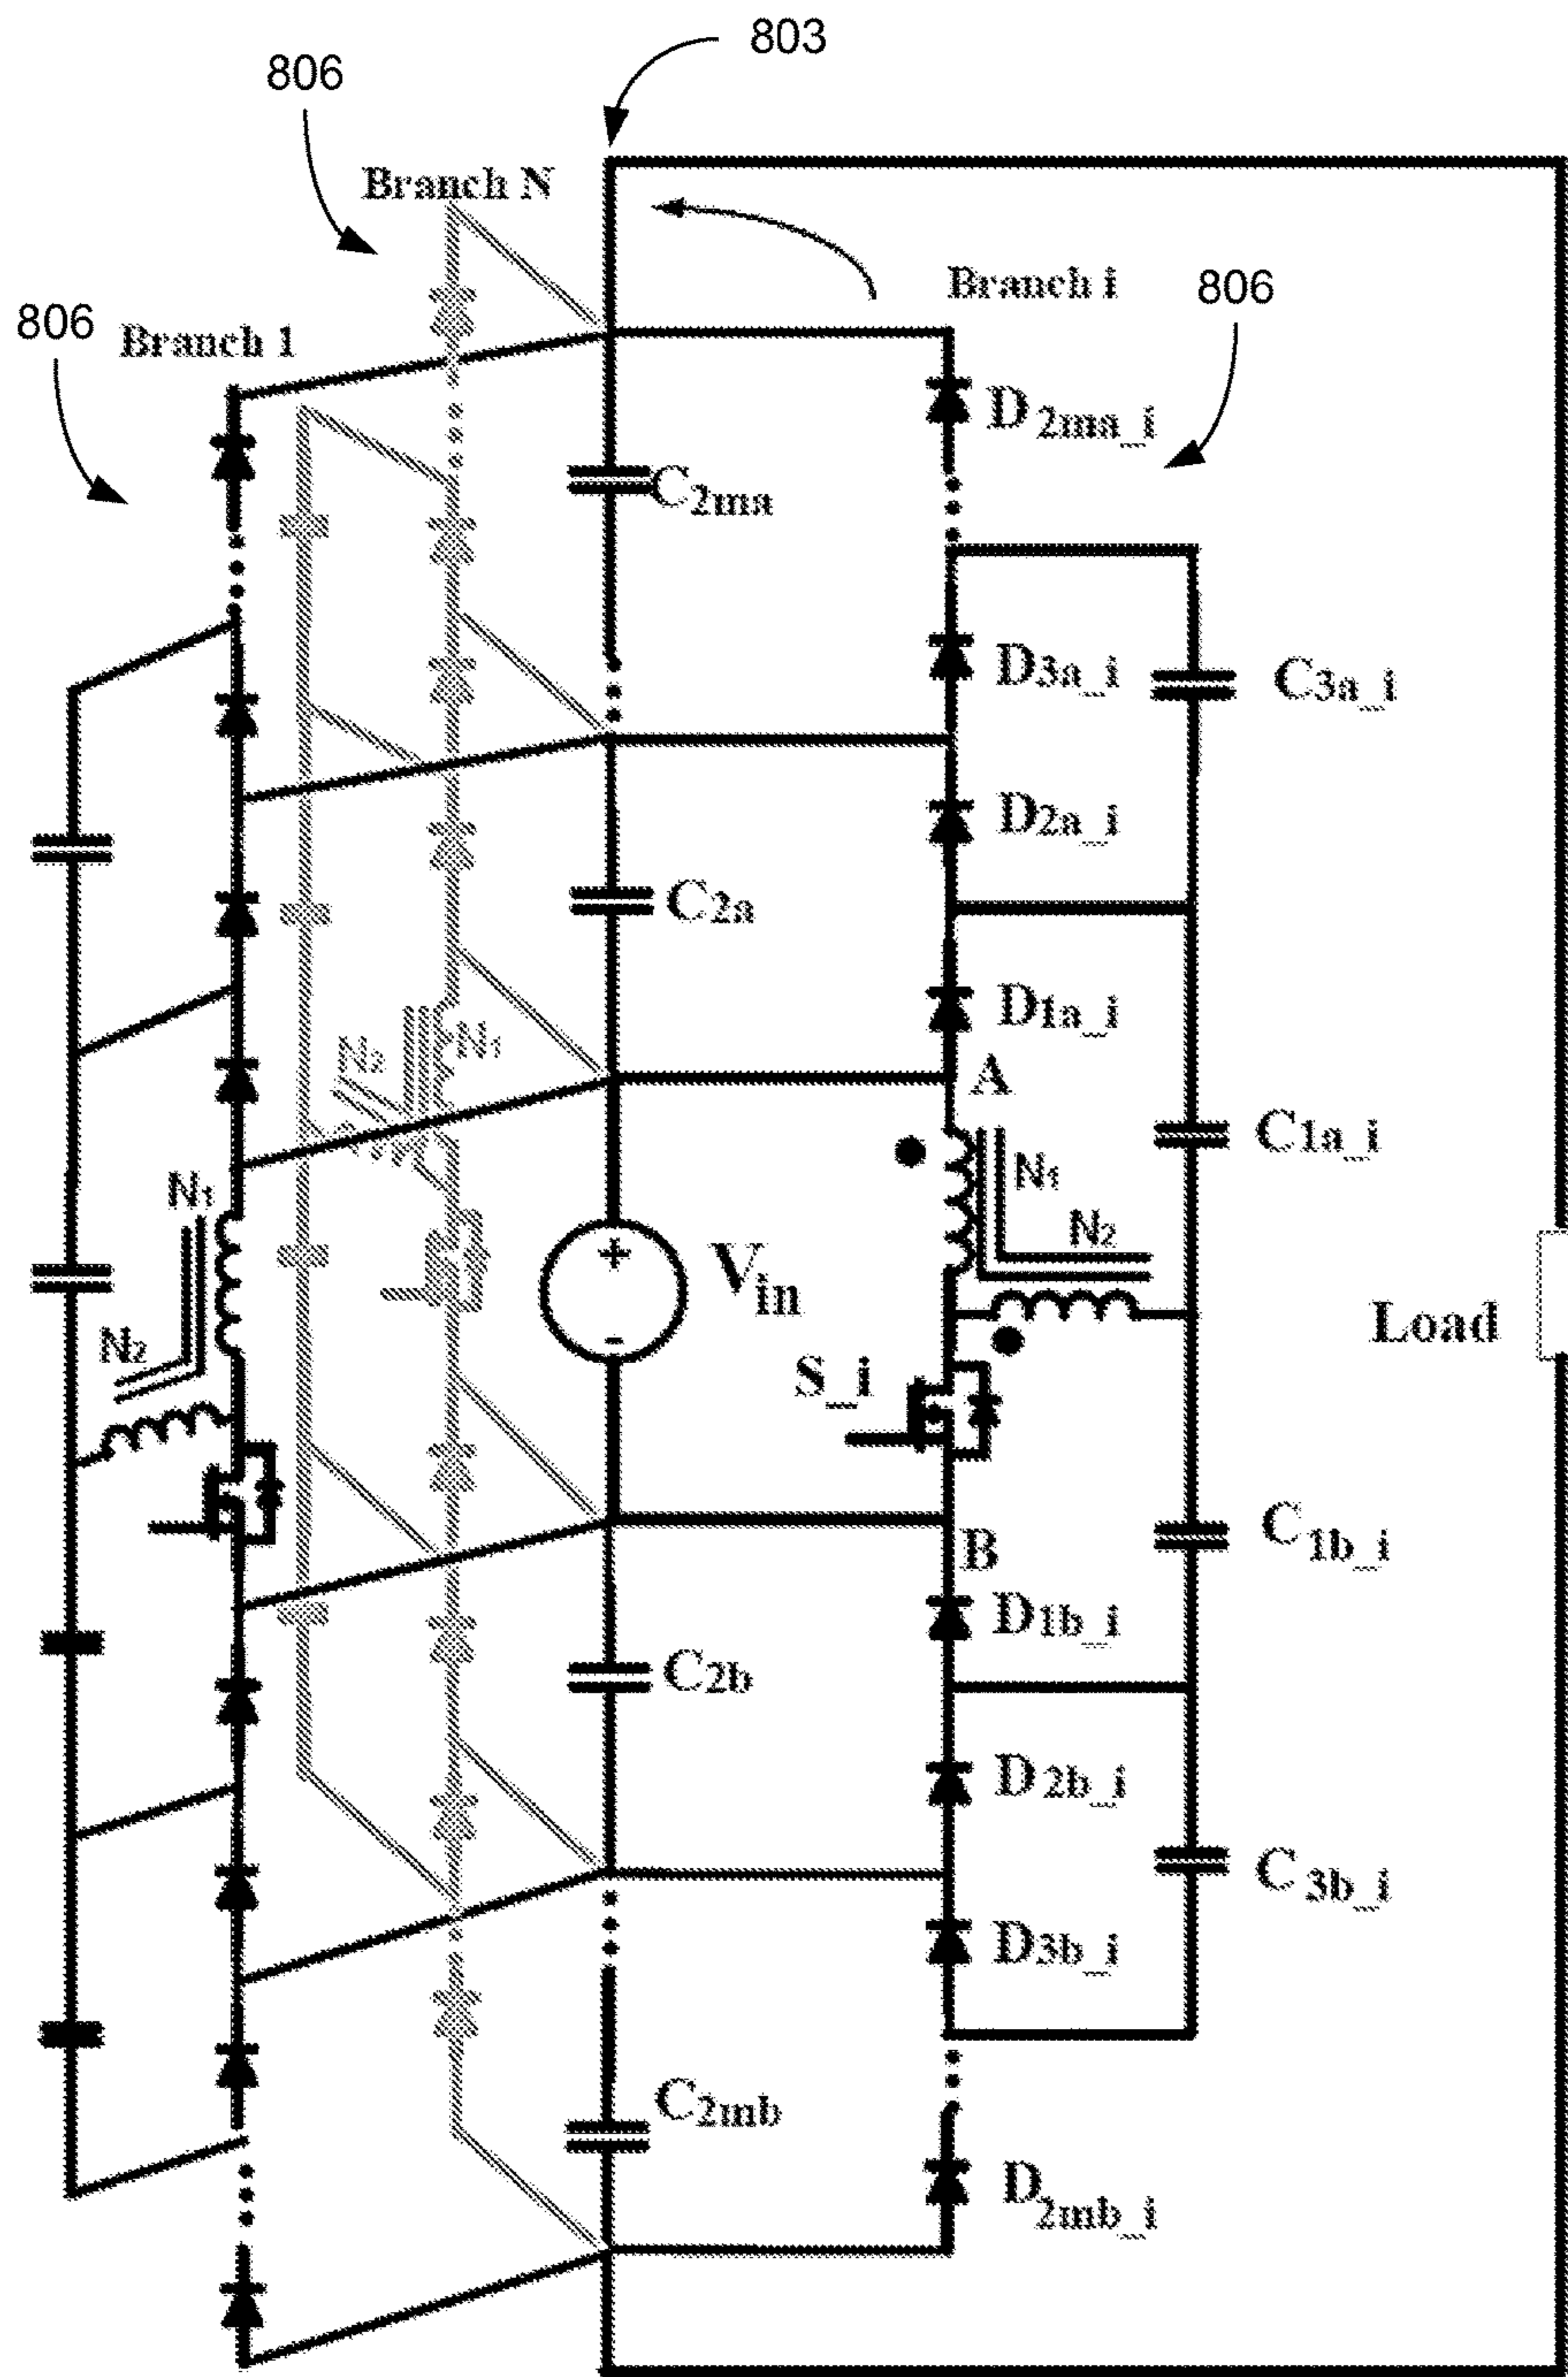 803
806
Branch N
Branch i
806
806
Branch 1
D2ma_i
C2ma
D3a_i
C3a_i
D2a_i
C2a
D1a_i
N2
N1
A
C1a_i
N1
N1
N2
+
Vin
-
Load
N2
S_i
C1b_i
B
D1b_i
C2b
D2b_i
C3b_i
D3b_i
C2mb
D2mb_i